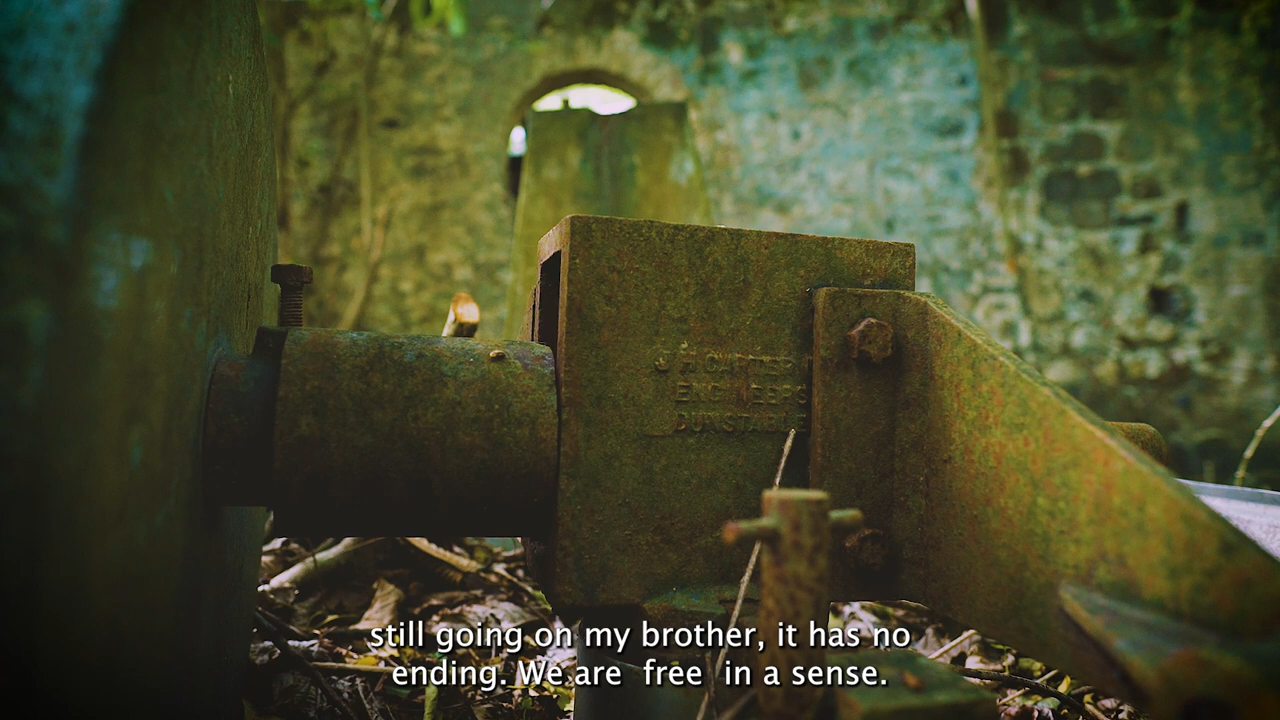 J H CARTER
ENGINEERS
DUNSTABLE
still going on my brother, it has no
ending. We are free in a sense.